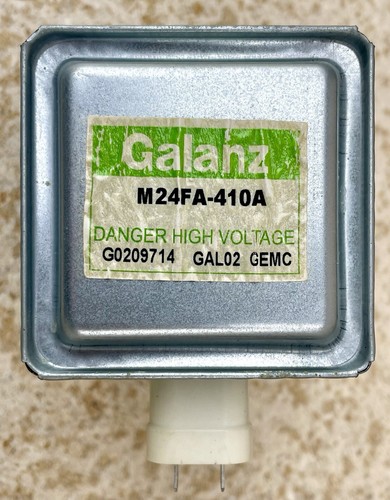 Galanz
M24FA-410A
DANGER HIGH VOLTAGE
G0209714 GAL02 GEMC